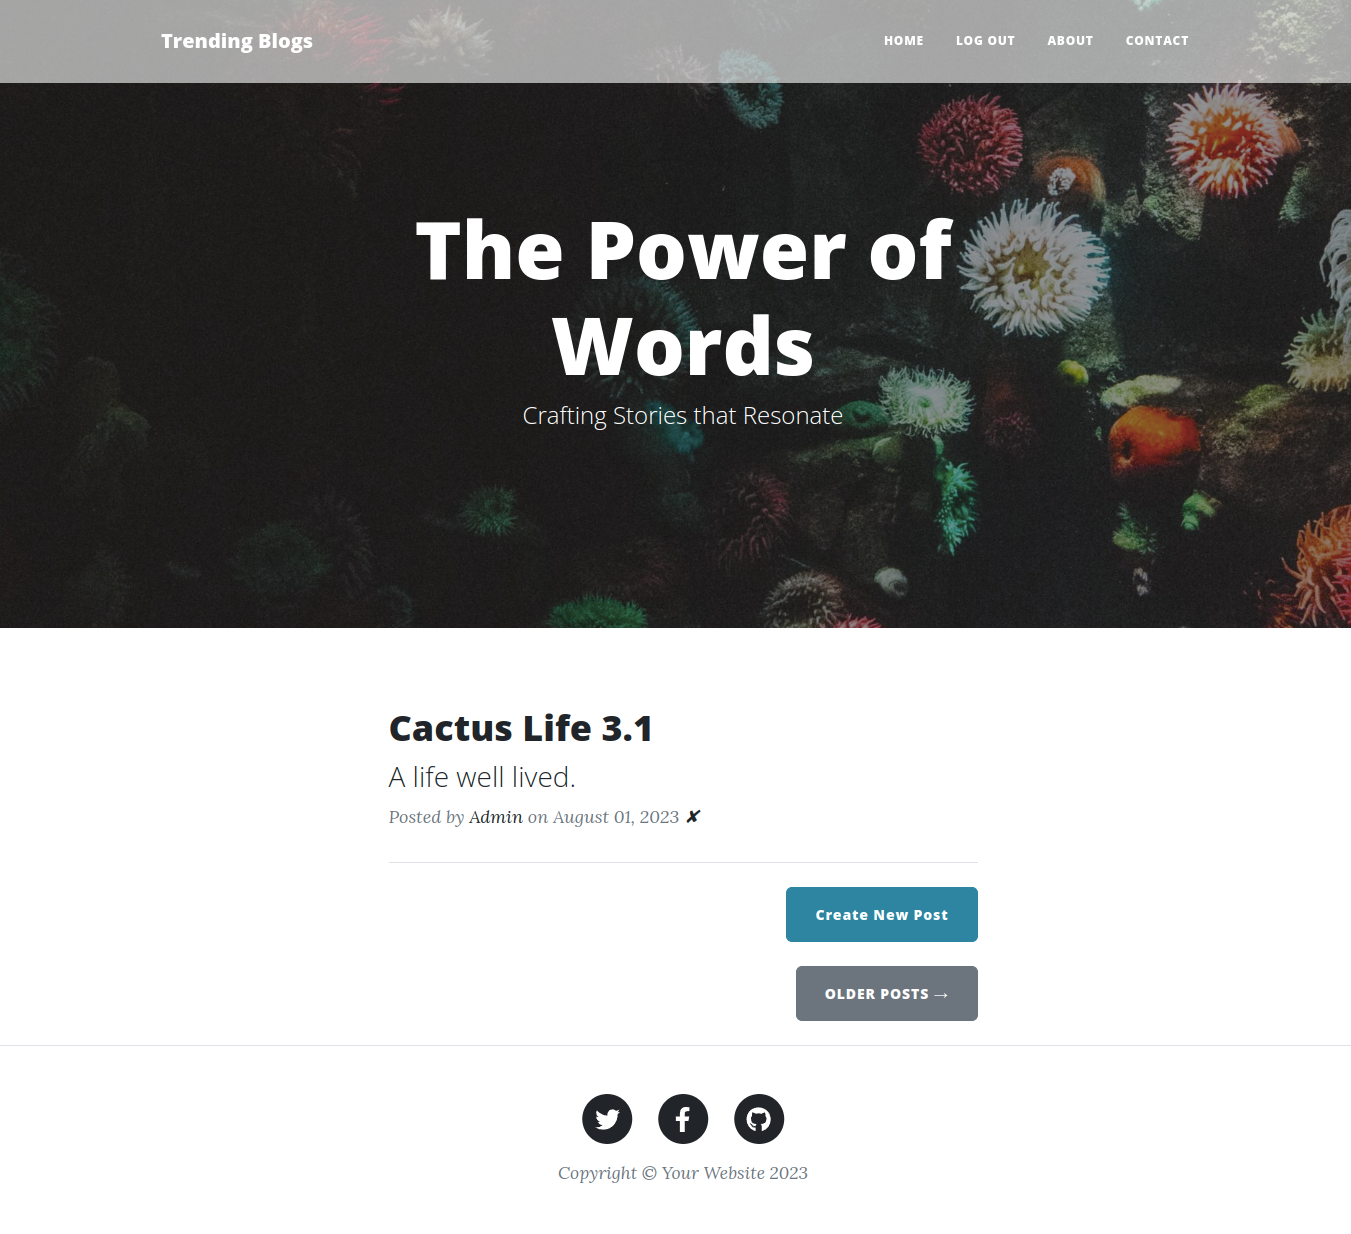 Trending Blogs
HOME LOG OUT ABOUT CONTACT
The Power of
Words
Crafting Stories that Resonate
Cactus Life 3.1
A life well lived.
Posted by Admin on August 01, 2023 ✘
Create New Post
OLDER POSTS →
Copyright © Your Website 2023